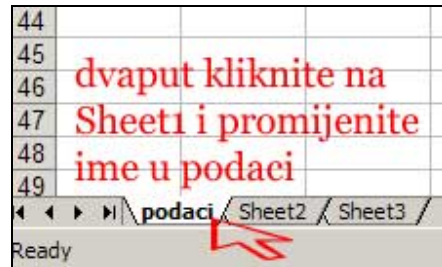 44
45
46
47
48
49
dvaput kliknite na
Sheet1 i promijenite
ime u podaci
podaci Sheet2 Sheet3
Ready